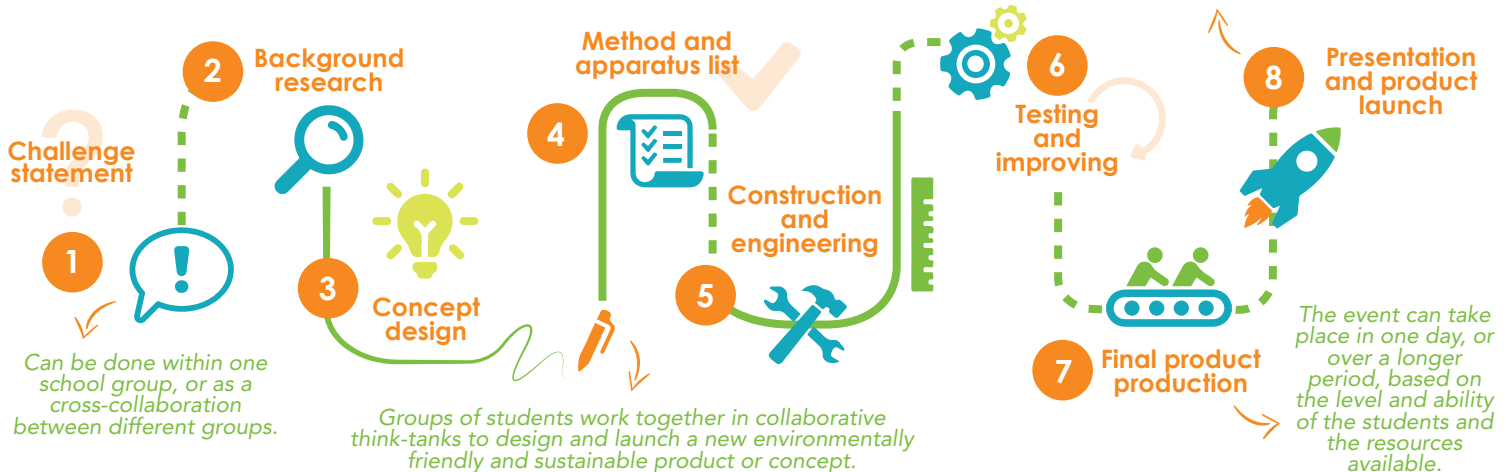 1
Challenge
statement
Can be done within one
school group, or as a
cross-collaboration
between different groups.
2
Background
research
3
Concept
design
4
Method and
apparatus list
Groups of students work together in collaborative
think-tanks to design and launch a new environmentally
friendly and sustainable product or concept.
5
Construction
and
engineering
6
Testing
and
improving
7
Final product
production
8
Presentation
and product
launch
The event can take
place in one day, or
over a longer
period, based on
the level and ability
of the students and
the resources
available.